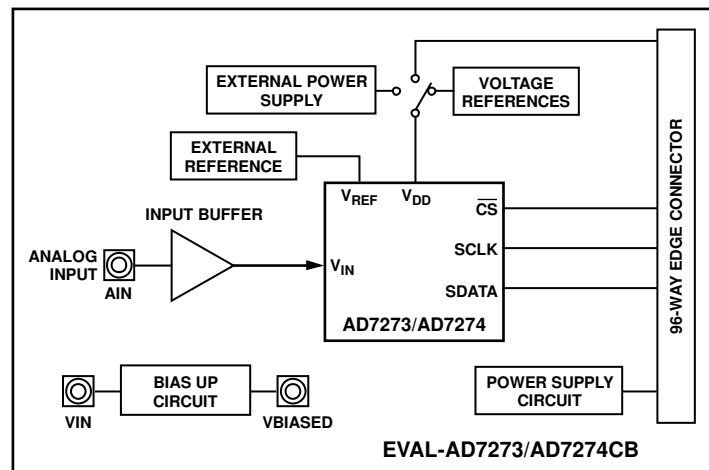 EXTERNAL POWER
SUPPLY
VOLTAGE
REFERENCES
EXTERNAL
REFERENCE
96-WAY EDGE CONNECTOR
VREF
VDD
CS
INPUT BUFFER
ANALOG
INPUT
AIN
VIN
SCLK
SDATA
AD7273/AD7274
BIAS UP
CIRCUIT
VIN
VBIASED
POWER SUPPLY
CIRCUIT
EVAL-AD7273/AD7274CB